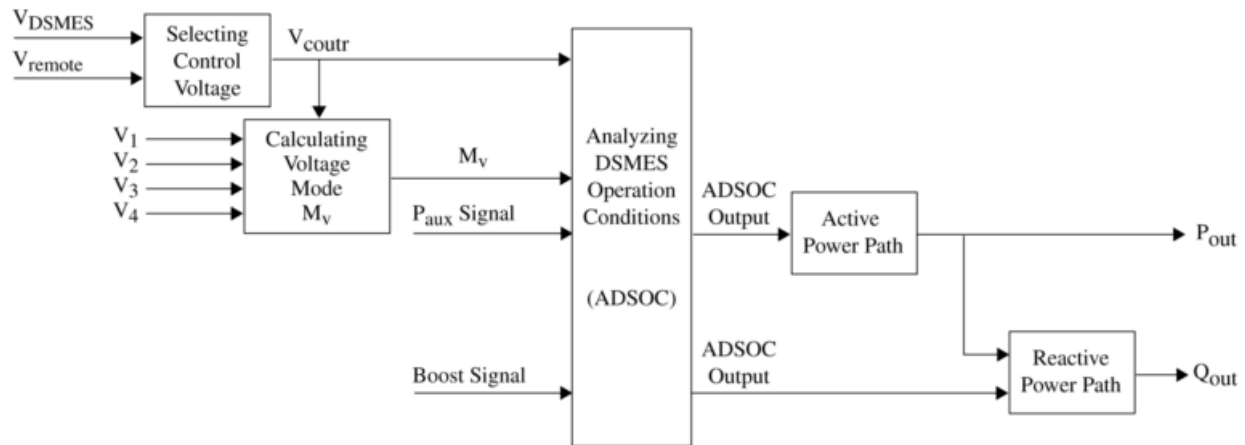 V_DSMES
V_remote
Selecting
Control
Voltage
V_coutr
V_1
V_2
V_3
V_4
Calculating
Voltage
Mode
M_v
M_v
P_aux Signal
Boost Signal
Analyzing
DSMES
Operation
Conditions
(ADSOC)
ADSOC
Output
Active
Power Path
P_out
ADSOC
Output
Reactive
Power Path
Q_out